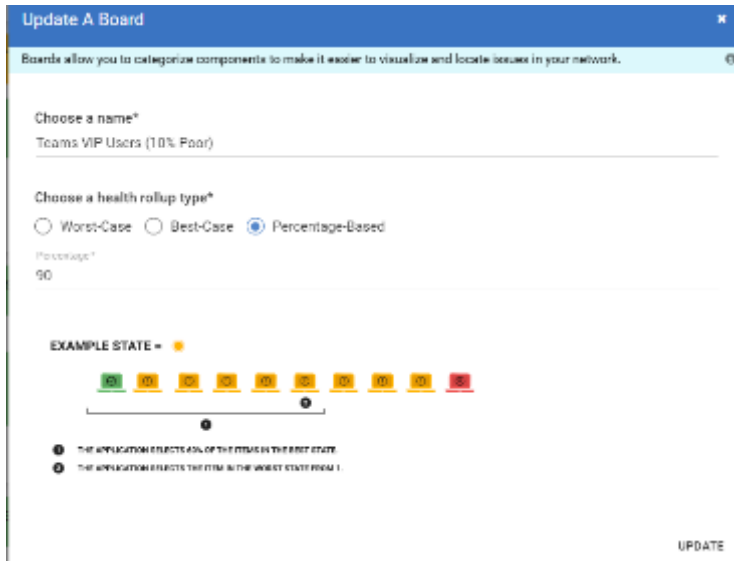 Update A Board
Boards allow you to categorize components to make it easier to visualize and locate issues in your network.
Choose a name*
Teams VIP Users (10% Poor)
Choose a health rollup type*
Worst-Case Best-Case Percentage-Based
Percentage*
90
EXAMPLE STATE =
1 THE APPLICATION SELECTS 60% OF THE ITEMS IN THE BEST STATE.
2 THE APPLICATION SELECTS THE ITEM IN THE WORST STATE FROM 1.
UPDATE